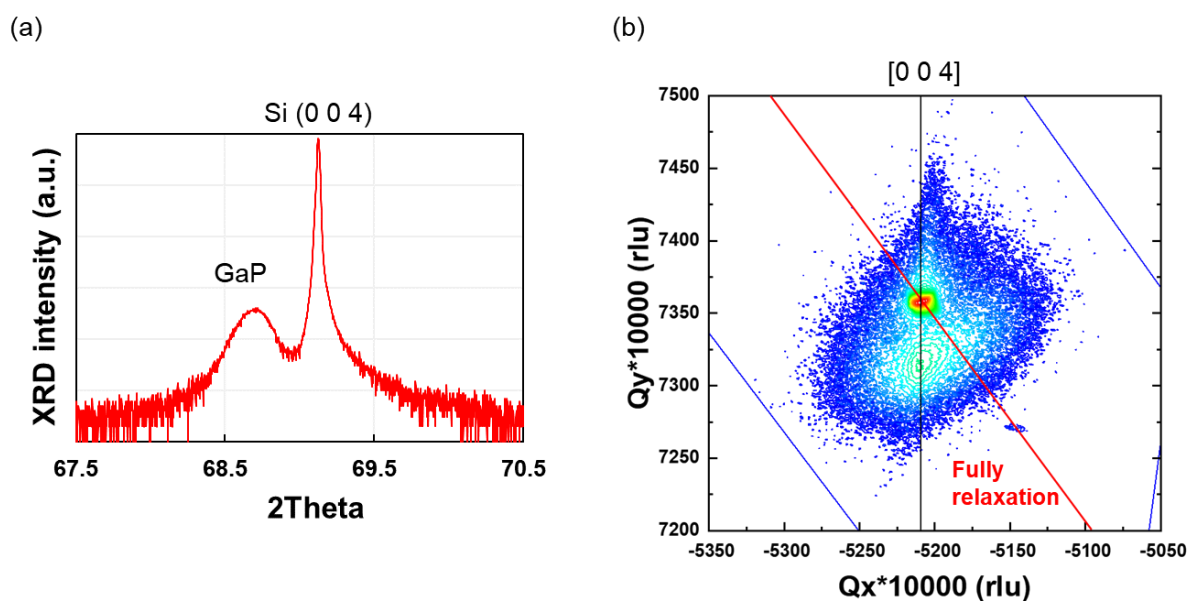 (a)
Si (0 0 4)
GaP
XRD intensity (a.u.)
67.5 68.5 69.5 70.5
2Theta
(b)
[0 0 4]
7500
7450
7400
7350
7300
7250
7200
Qy*10000 (rlu)
Fully
relaxation
-5350 -5300 -5250 -5200 -5150 -5100 -5050
Qx*10000 (rlu)